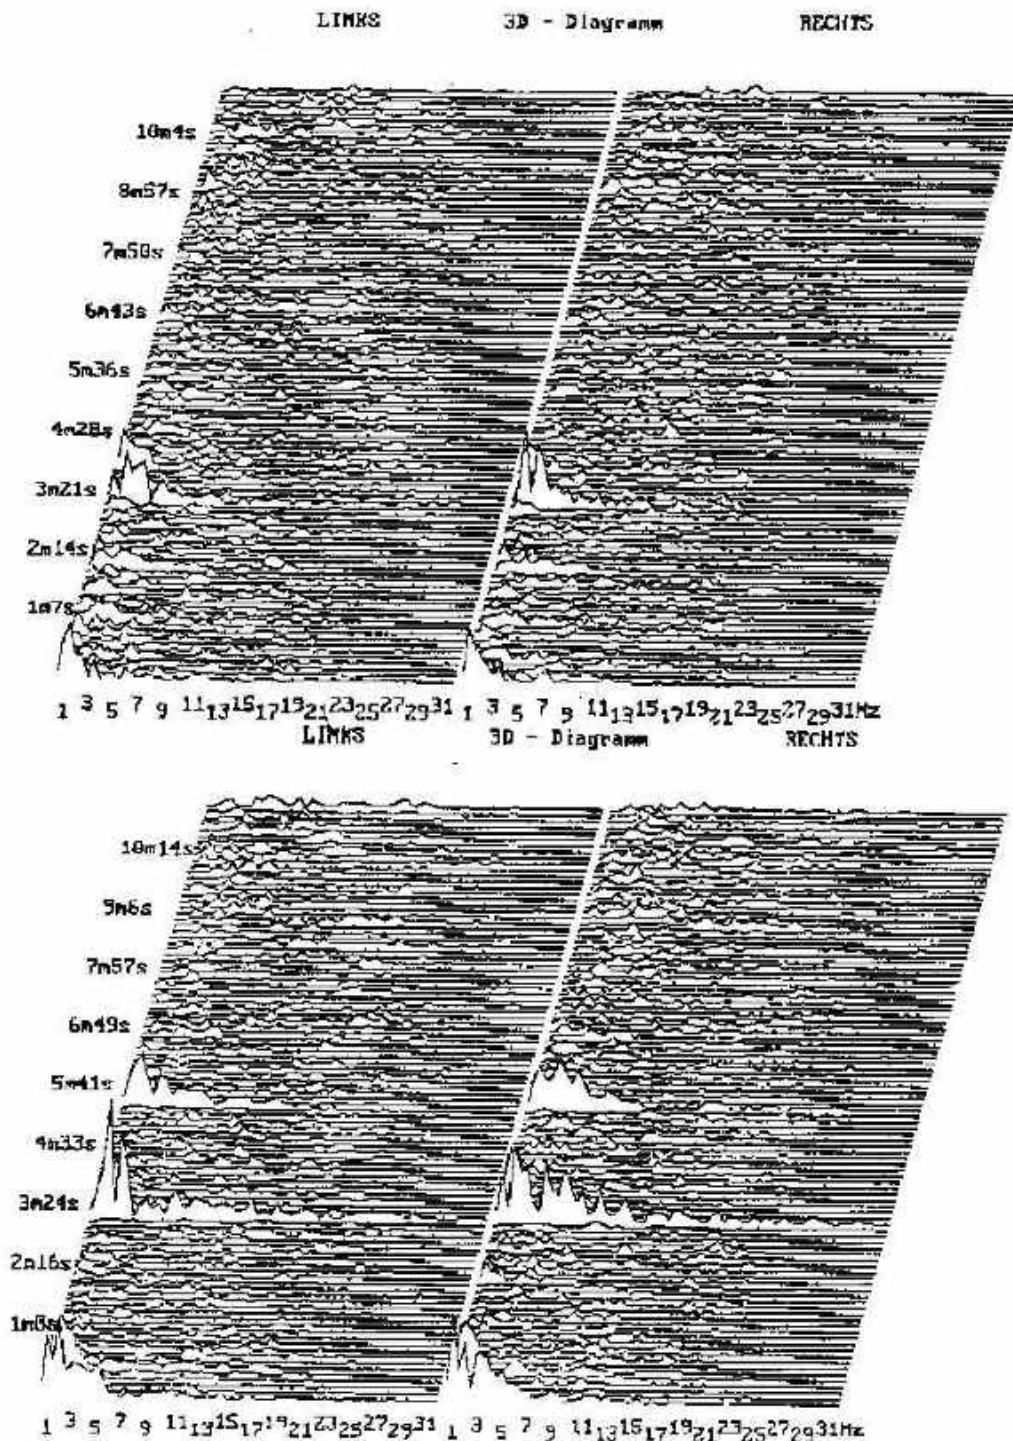 LINKS 3D - Diagramm RECHTS
10m4s
8m57s
7m50s
6m43s
5m36s
4m28s
3m21s
2m14s
1m7s
1 3 5 7 9 11 13 15 17 19 21 23 25 27 29 31 1 3 5 7 9 11 13 15 17 19 21 23 25 27 29 31Hz
LINKS 3D - Diagramm RECHTS
10m14s
9m6s
7m57s
6m49s
5m41s
4m33s
3m24s
2m16s
1m8s
1 3 5 7 9 11 13 15 17 19 21 23 25 27 29 31 1 3 5 7 9 11 13 15 17 19 21 23 25 27 29 31Hz